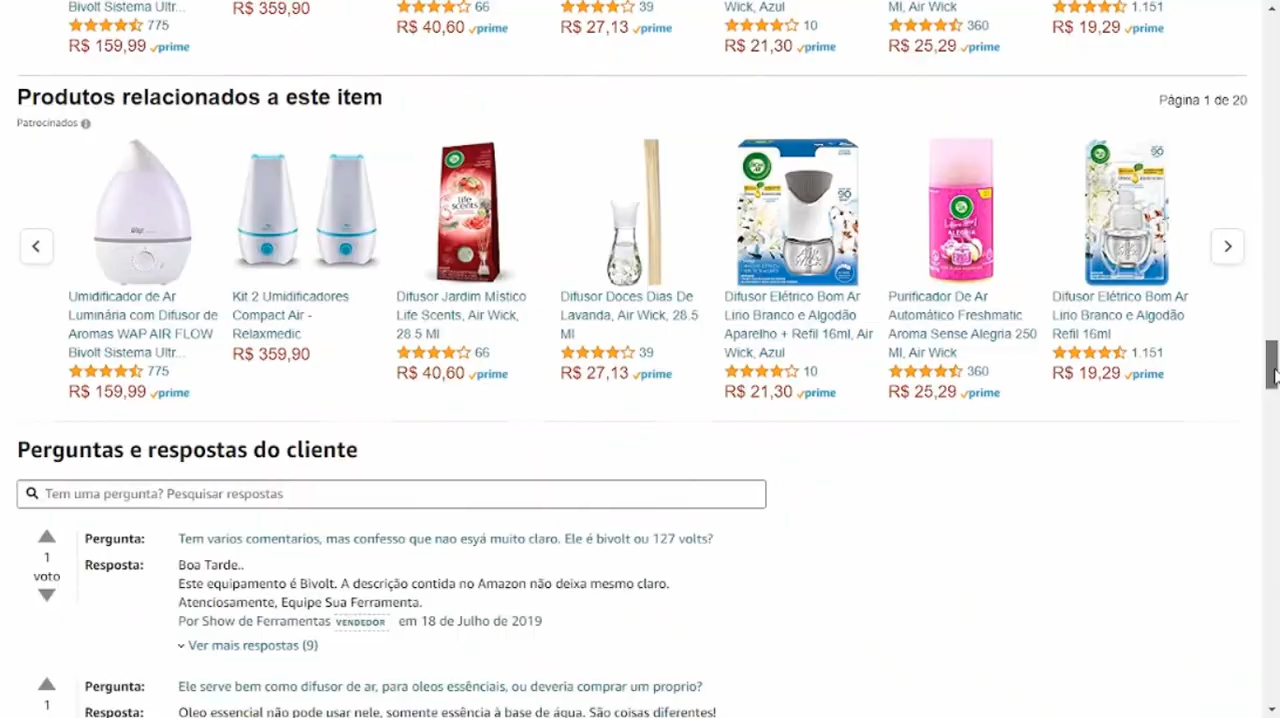 Bivolt Sistema Ultr...
775
R$ 159,99 prime
R$ 359,90
66
R$ 40,60 prime
39
R$ 27,13 prime
Wick, Azul
10
R$ 21,30 prime
Ml, Air Wick
360
R$ 25,29 prime
1.151
R$ 19,29 prime
Produtos relacionados a este item
Página 1 de 20
Patrocinados
Umidificador de Ar
Luminária com Difusor de
Aromas WAP AIR FLOW
Bivolt Sistema Ultr...
775
R$ 159,99 prime
Kit 2 Umidificadores
Compact Air -
Relaxmedic
R$ 359,90
life
scents
Difusor Jardim Místico
Life Scents, Air Wick,
28.5 Ml
66
R$ 40,60 prime
Difusor Doces Dias De
Lavanda, Air Wick, 28.5
Ml
39
R$ 27,13 prime
Difusor Elétrico Bom Ar
Lirio Branco e Algodão
Aparelho + Refil 16ml, Air
Wick, Azul
10
R$ 21,30 prime
Purificador De Ar
Automático Freshmatic
Aroma Sense Alegria 250
Ml, Air Wick
360
R$ 25,29 prime
Difusor Elétrico Bom Ar
Lirio Branco e Algodão
Refil 16ml
1.151
R$ 19,29 prime
Perguntas e respostas do cliente
Tem uma pergunta? Pesquisar respostas
1
voto
Pergunta: Tem varios comentarios, mas confesso que nao esyá muito claro. Ele é bivolt ou 127 volts?
Resposta: Boa Tarde..
Este equipamento é Bivolt. A descrição contida no Amazon não deixa mesmo claro.
Atenciosamente, Equipe Sua Ferramenta.
Por Show de Ferramentas VENDEDOR em 18 de Julho de 2019
Ver mais respostas (9)
1
Pergunta: Ele serve bem como difusor de ar, para oleos essênciais, ou deveria comprar um proprio?
Resposta: Oleo essencial não pode usar nele, somente essência à base de água. São coisas diferentes!